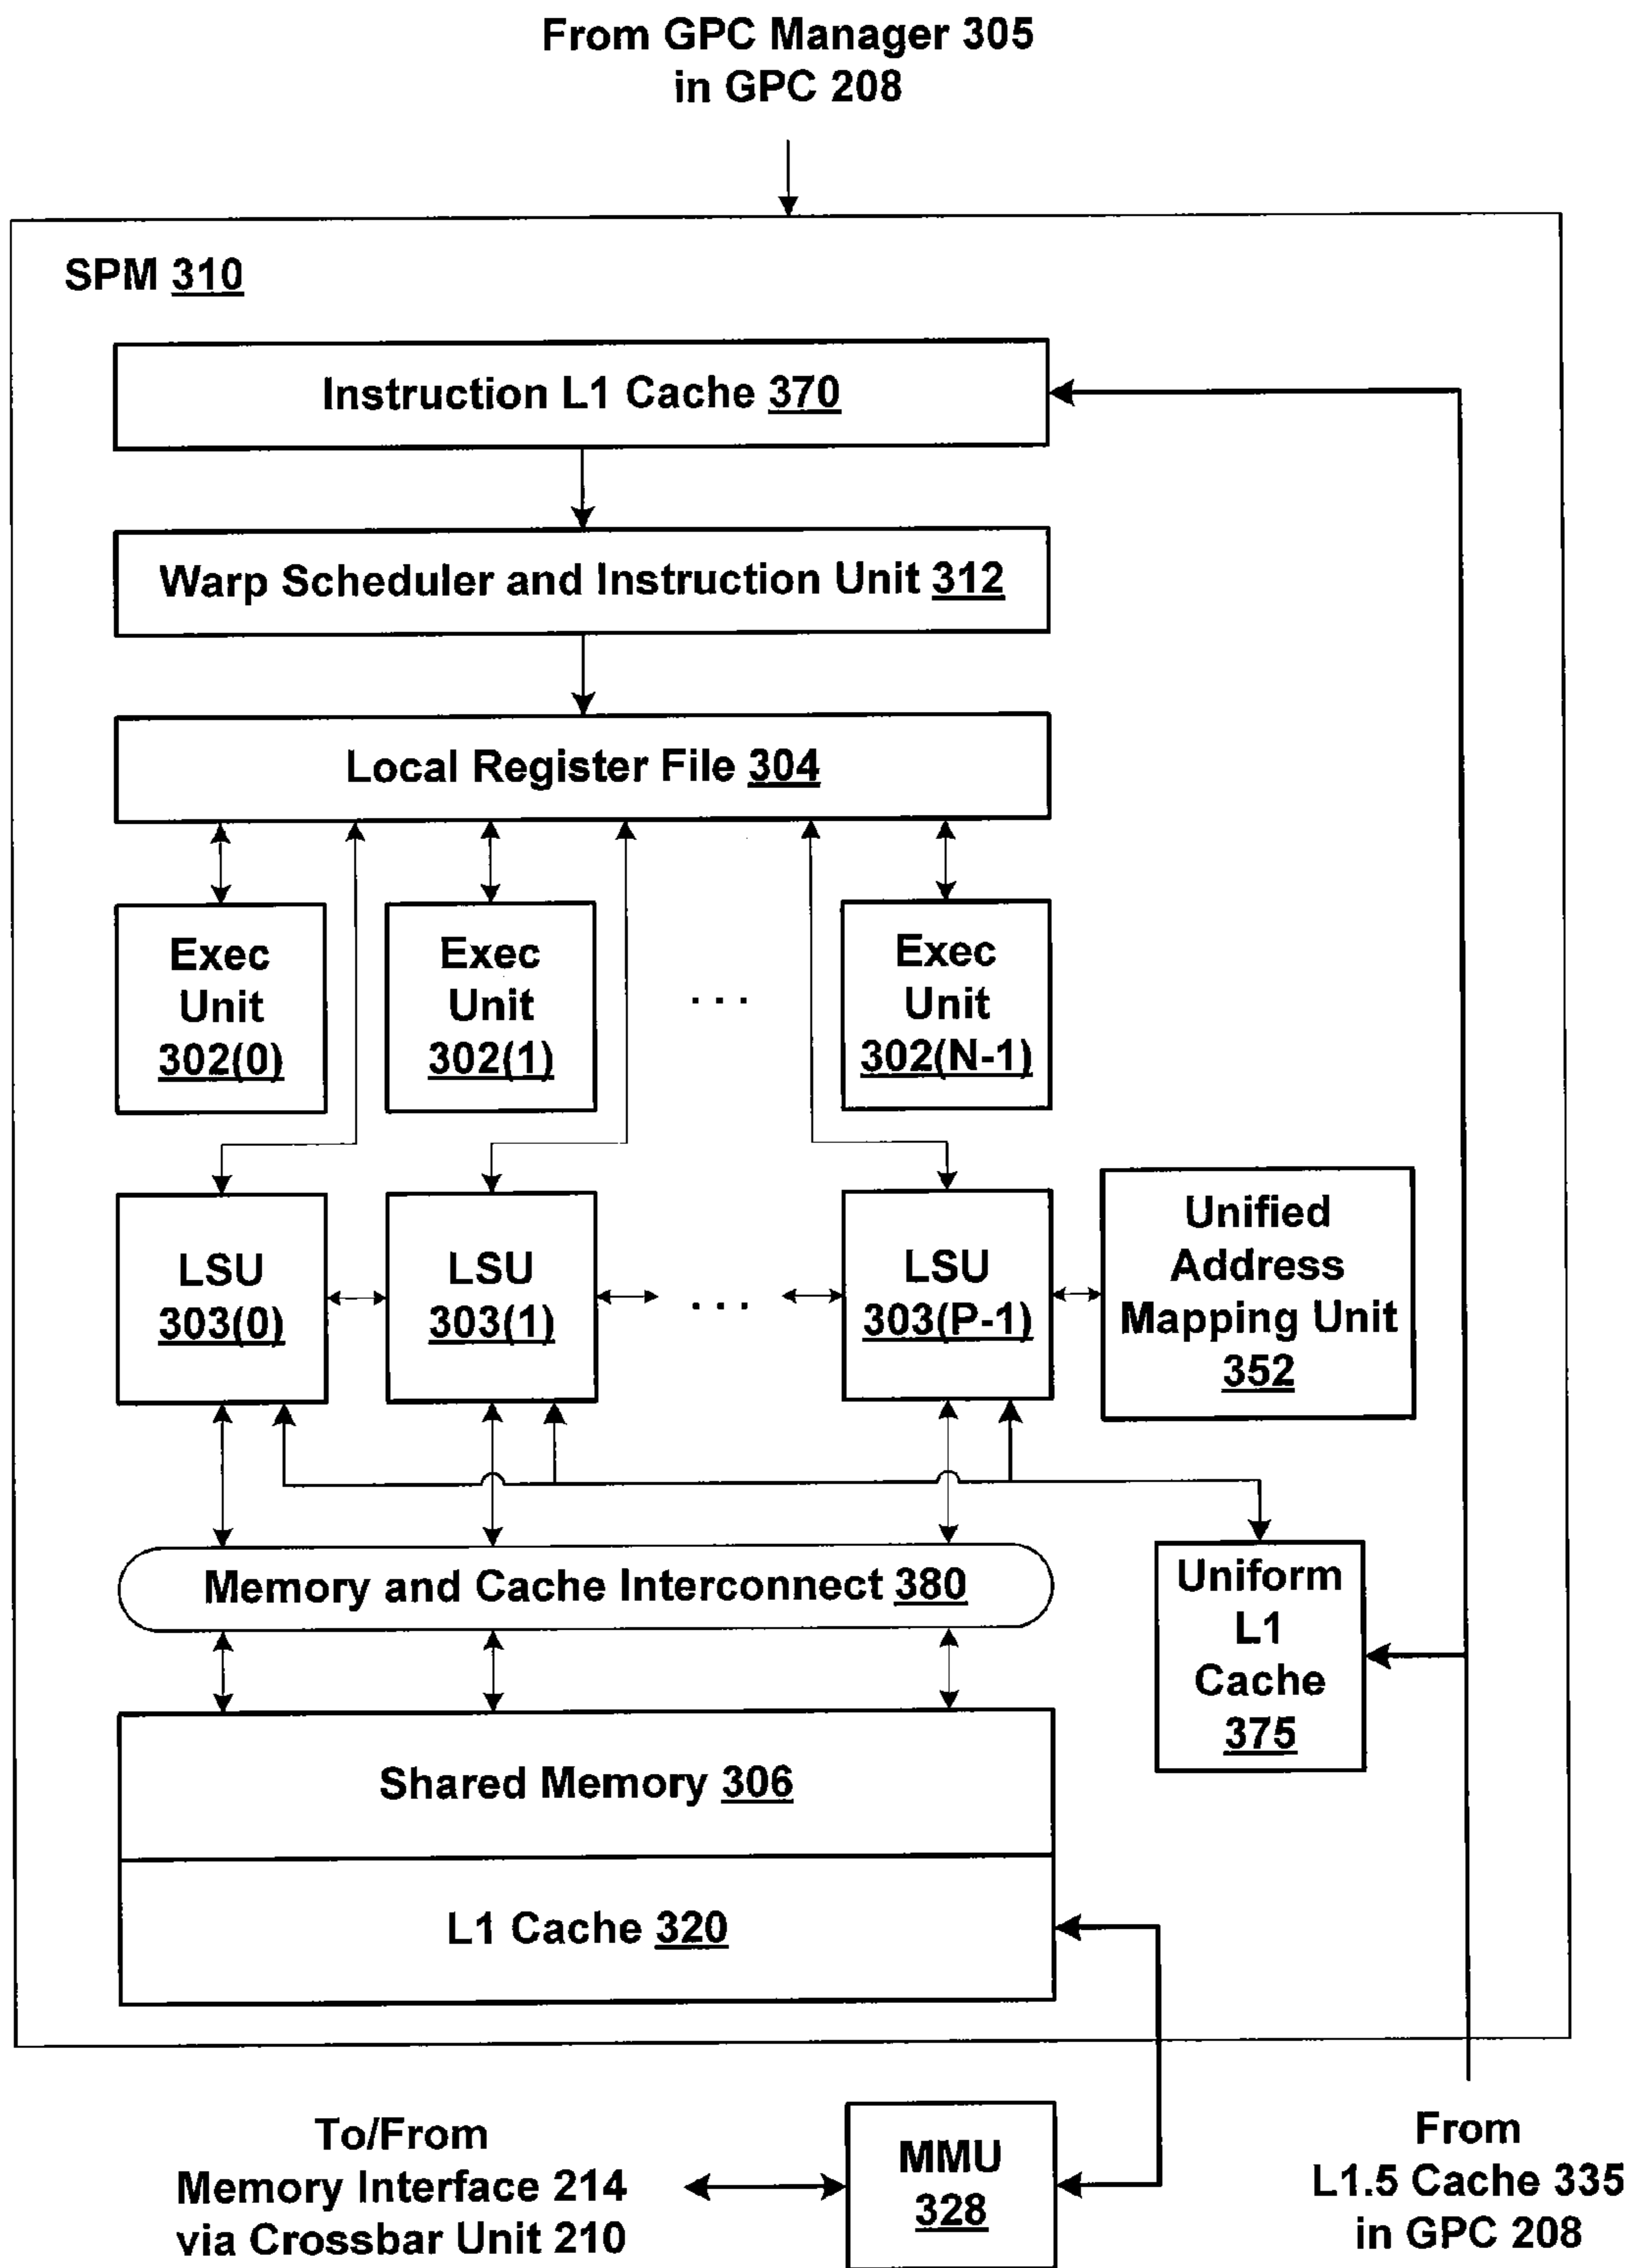 From GPC Manager 305
in GPC 208
SPM 310
Instruction L1 Cache 370
Warp Scheduler and Instruction Unit 312
Local Register File 304
Exec
Unit
302(0)
Exec
Unit
302(1)
. . .
Exec
Unit
302(N-1)
LSU
303(0)
LSU
303(1)
. . .
LSU
303(P-1)
Unified
Address
Mapping Unit
352
Memory and Cache Interconnect 380
Uniform
L1
Cache
375
Shared Memory 306
L1 Cache 320
To/From
Memory Interface 214
via Crossbar Unit 210
MMU
328
From
L1.5 Cache 335
in GPC 208